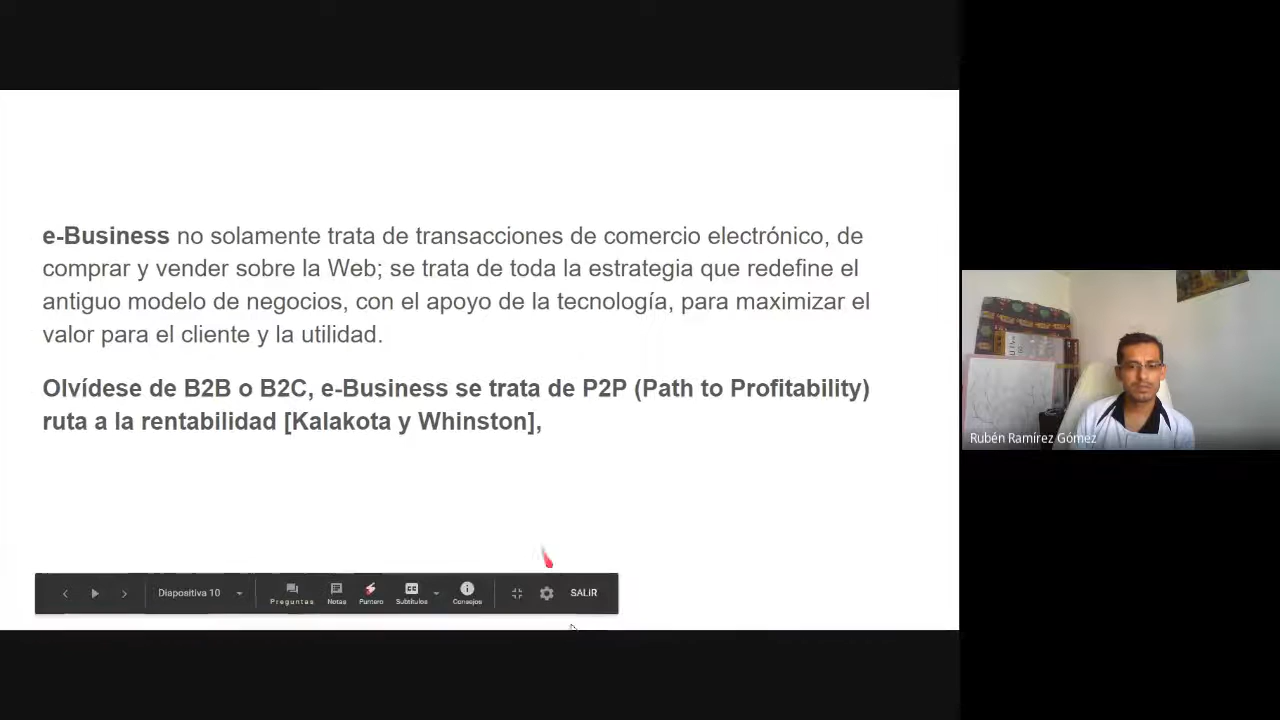 e-Business no solamente trata de transacciones de comercio electrónico, de
comprar y vender sobre la Web; se trata de toda la estrategia que redefine el
antiguo modelo de negocios, con el apoyo de la tecnología, para maximizar el
valor para el cliente y la utilidad.
Olvídese de B2B o B2C, e-Business se trata de P2P (Path to Profitability)
ruta a la rentabilidad [Kalakota y Whinston],
Diapositiva 10
Preguntas
Notas
Puntero
Subtítulos
Consejos
SALIR
Rubén Ramírez Gómez